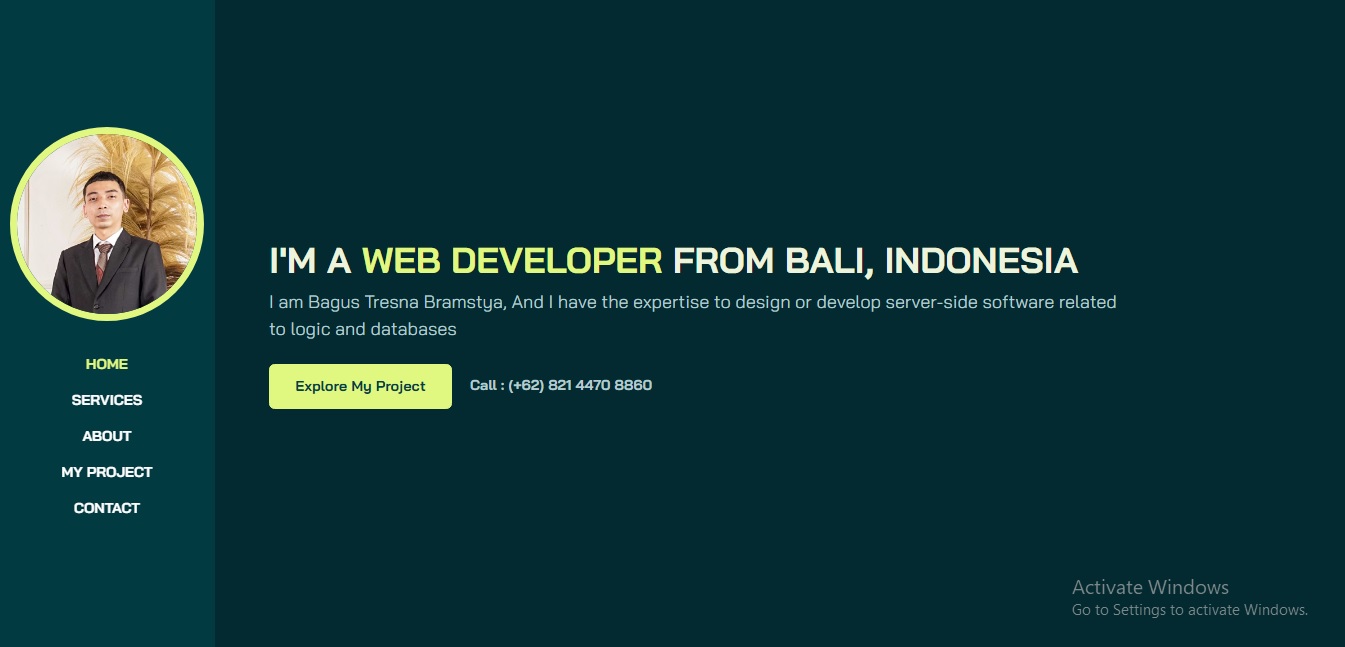 HOME
SERVICES
ABOUT
MY PROJECT
CONTACT
I'M A WEB DEVELOPER FROM BALI, INDONESIA
I am Bagus Tresna Bramstya, And I have the expertise to design or develop server-side software related
to logic and databases
Explore My Project
Call : (+62) 821 4470 8860
Activate Windows
Go to Settings to activate Windows.